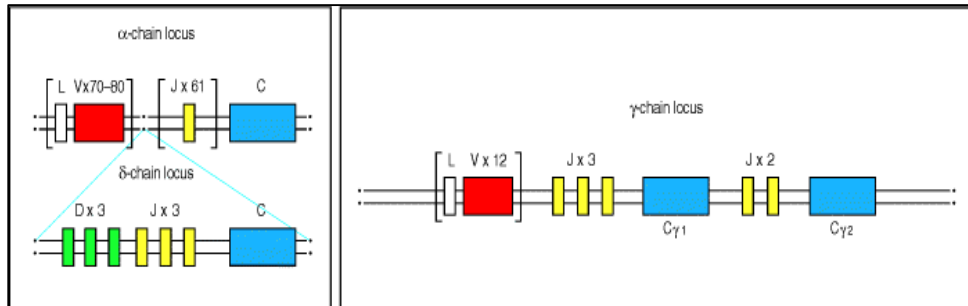 α-chain locus
L Vx70–80 J x 61 C
δ-chain locus
D x 3 J x 3 C
γ-chain locus
L V x 12 J x 3 J x 2
Cγ1 Cγ2